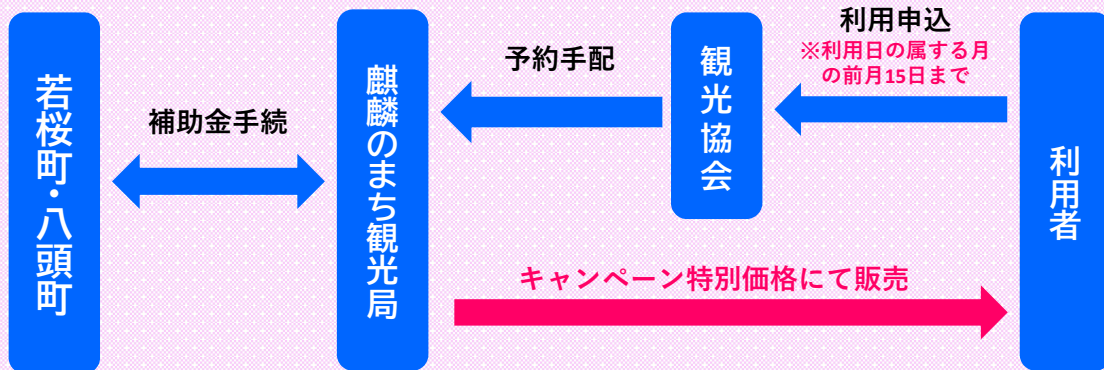 若桜町・八頭町
補助金手続
麒麟のまち観光局
予約手配
観光協会
利用申込
※利用日の属する月
の前月15日まで
利用者
キャンペーン特別価格にて販売